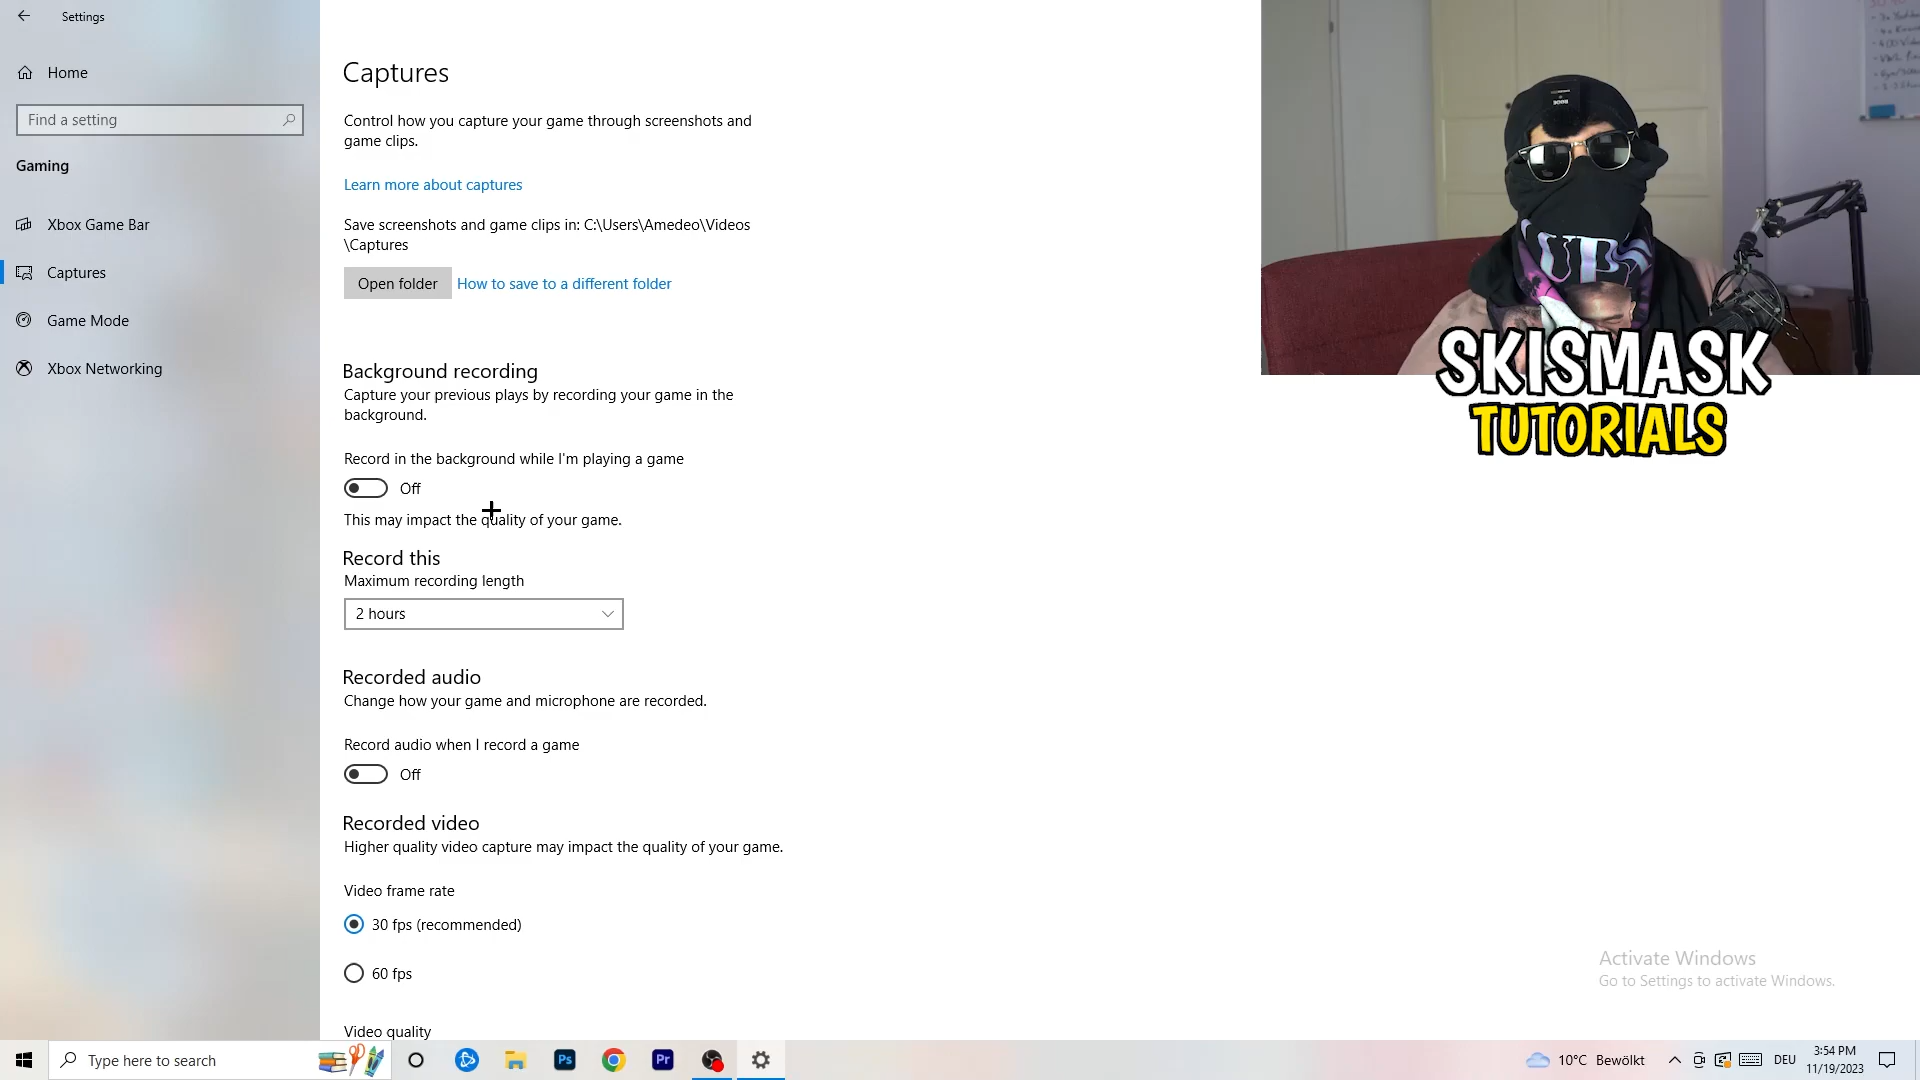 Settings
Home
Find a setting
Gaming
Xbox Game Bar
Captures
Game Mode
Xbox Networking
Captures
Control how you capture your game through screenshots and
game clips.
Learn more about captures
Save screenshots and game clips in: C:\Users\Amedeo\Videos
\Captures
Open folder
How to save to a different folder
Background recording
Capture your previous plays by recording your game in the
background.
Record in the background while I'm playing a game
Off
This may impact the quality of your game.
Record this
Maximum recording length
2 hours
Recorded audio
Change how your game and microphone are recorded.
Record audio when I record a game
Off
Recorded video
Higher quality video capture may impact the quality of your game.
Video frame rate
30 fps (recommended)
60 fps
Video quality
SKISMASK
TUTORIALS
Activate Windows
Go to Settings to activate Windows.
Type here to search
Ps
Pr
10°C Bewölkt
DEU
3:54 PM
11/19/2023